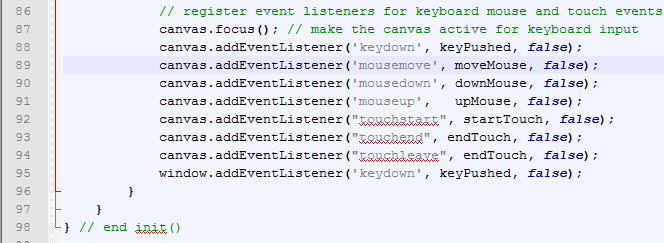 86 // register event listeners for keyboard mouse and touch events
87 canvas.focus(); // make the canvas active for keyboard input
88 canvas.addEventListener('keydown', keyPushed, false);
89 canvas.addEventListener('mousemove', moveMouse, false);
90 canvas.addEventListener('mousedown', downMouse, false);
91 canvas.addEventListener('mouseup', upMouse, false);
92 canvas.addEventListener("touchstart", startTouch, false);
93 canvas.addEventListener("touchend", endTouch, false);
94 canvas.addEventListener("touchleave", endTouch, false);
95 window.addEventListener('keydown', keyPushed, false);
96 }
97 }
98 } // end init()